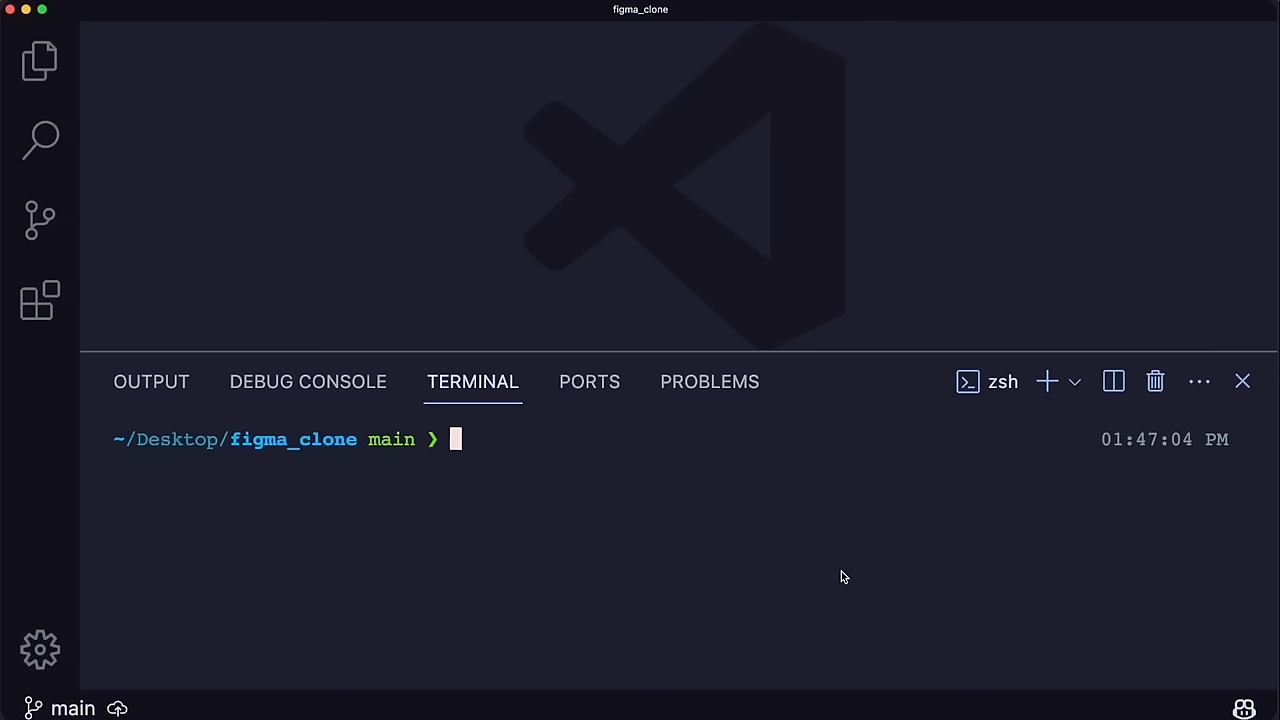 figma_clone
OUTPUT DEBUG CONSOLE TERMINAL PORTS PROBLEMS zsh
~/Desktop/figma_clone main ❯ 01:47:04 PM
main